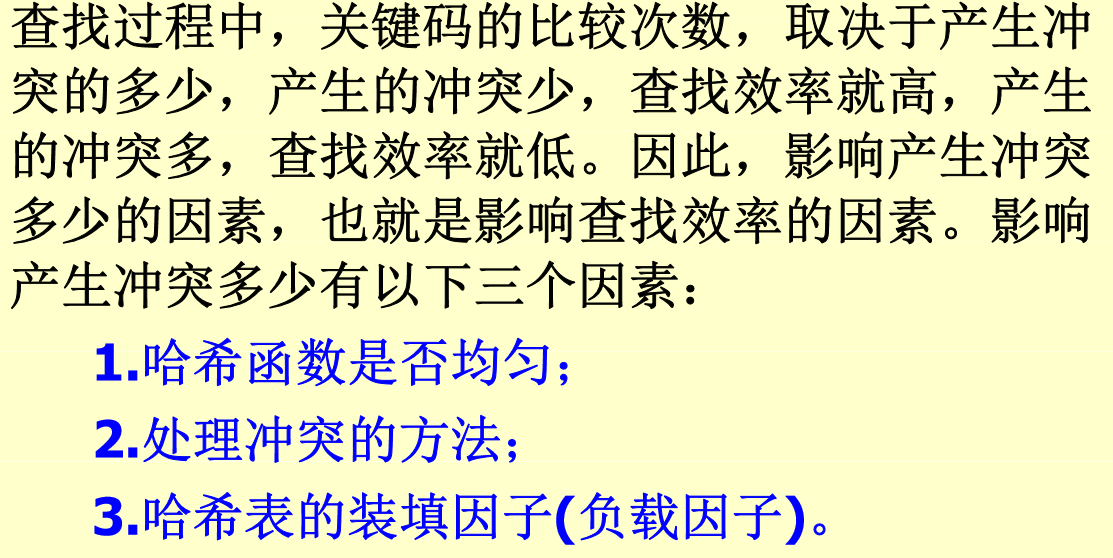 查找过程中，关键码的比较次数，取决于产生冲
突的多少，产生的冲突少，查找效率就高，产生
的冲突多，查找效率就低。因此，影响产生冲突
多少的因素，也就是影响查找效率的因素。影响
产生冲突多少有以下三个因素：
1.哈希函数是否均匀；
2.处理冲突的方法；
3.哈希表的装填因子(负载因子)。